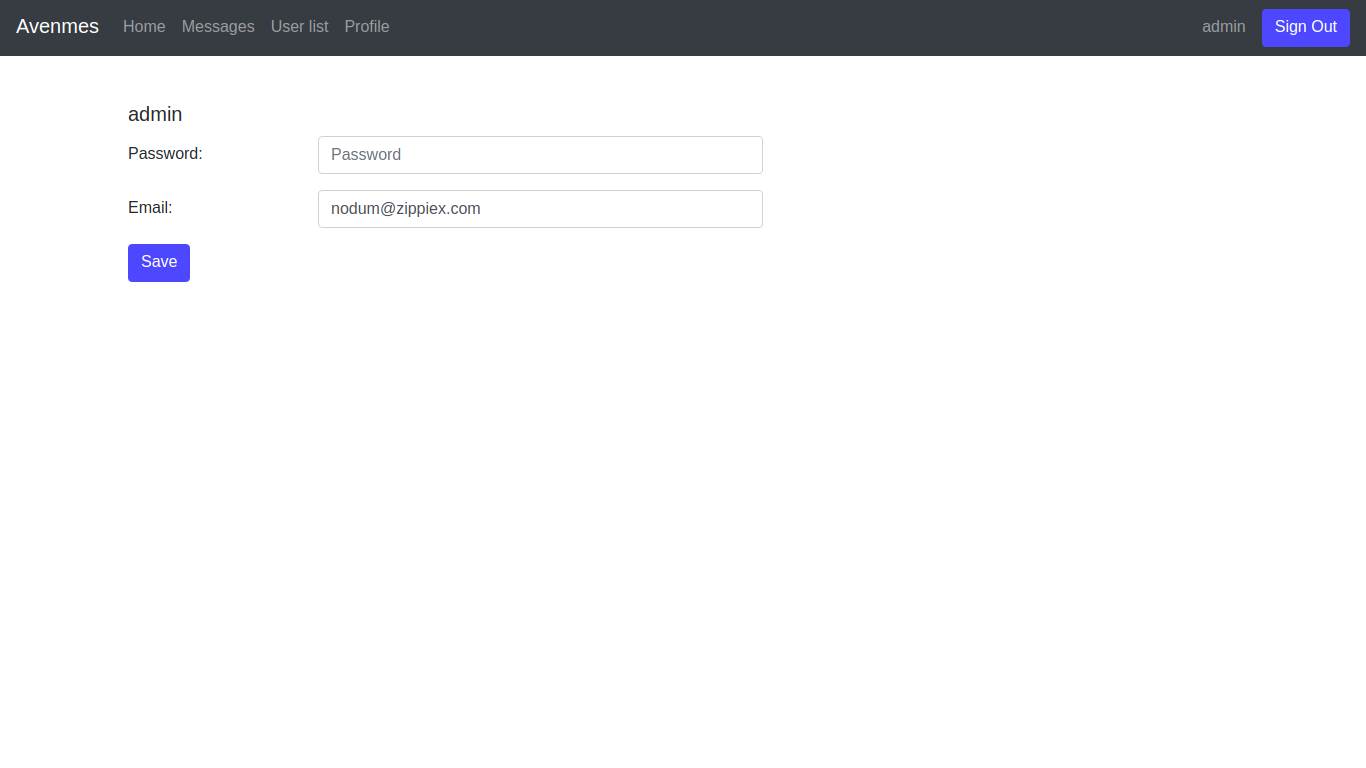 Avenmes Home Messages User list Profile admin Sign Out
admin
Password: Password
Email: nodum@zippiex.com
Save